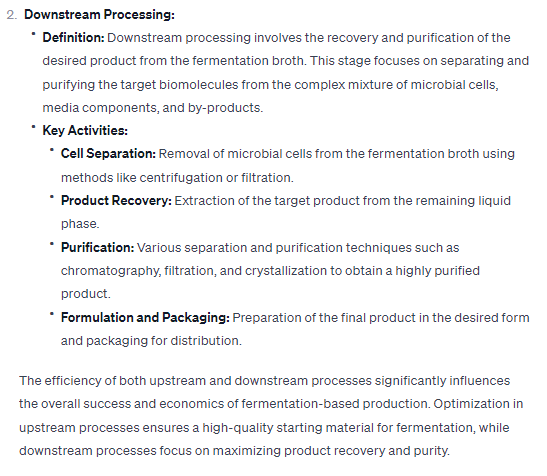 2. Downstream Processing:
• Definition: Downstream processing involves the recovery and purification of the
desired product from the fermentation broth. This stage focuses on separating and
purifying the target biomolecules from the complex mixture of microbial cells,
media components, and by-products.
• Key Activities:
• Cell Separation: Removal of microbial cells from the fermentation broth using
methods like centrifugation or filtration.
• Product Recovery: Extraction of the target product from the remaining liquid
phase.
• Purification: Various separation and purification techniques such as
chromatography, filtration, and crystallization to obtain a highly purified
product.
• Formulation and Packaging: Preparation of the final product in the desired form
and packaging for distribution.
The efficiency of both upstream and downstream processes significantly influences
the overall success and economics of fermentation-based production. Optimization in
upstream processes ensures a high-quality starting material for fermentation, while
downstream processes focus on maximizing product recovery and purity.